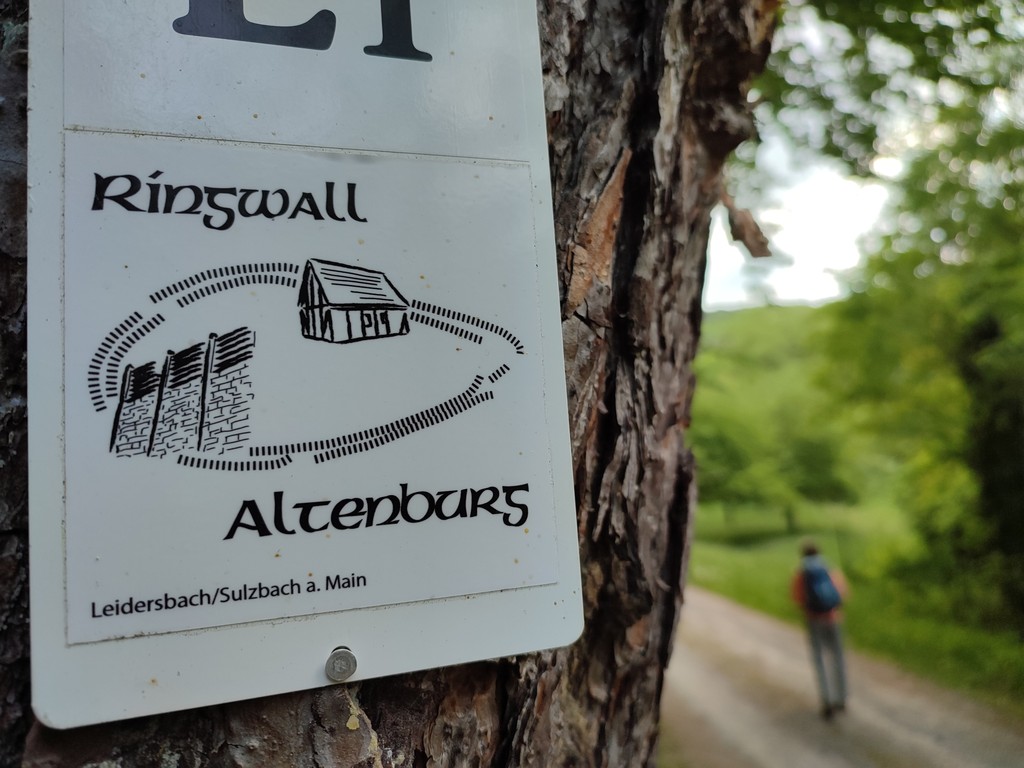 Ringwall
Altenburg
Leidersbach/Sulzbach a. Main